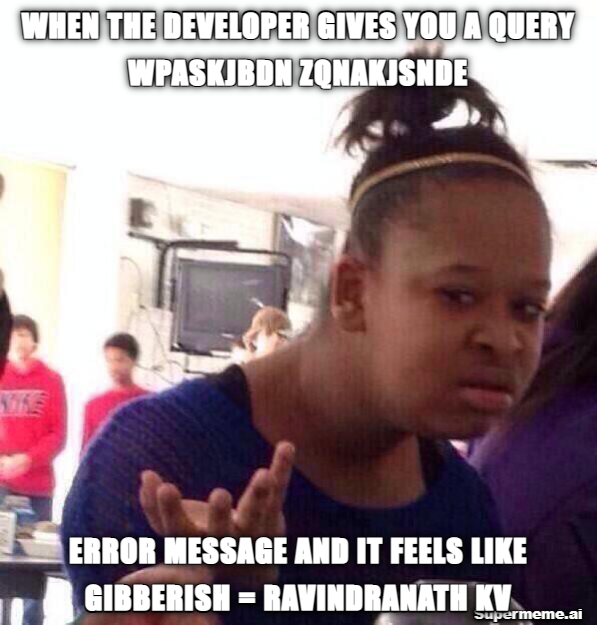 WHEN THE DEVELOPER GIVES YOU A QUERY
WPASKJBDN ZQNAKJSNDE
ERROR MESSAGE AND IT FEELS LIKE
GIBBERISH = RAVINDRANATH KV
Supermeme.ai